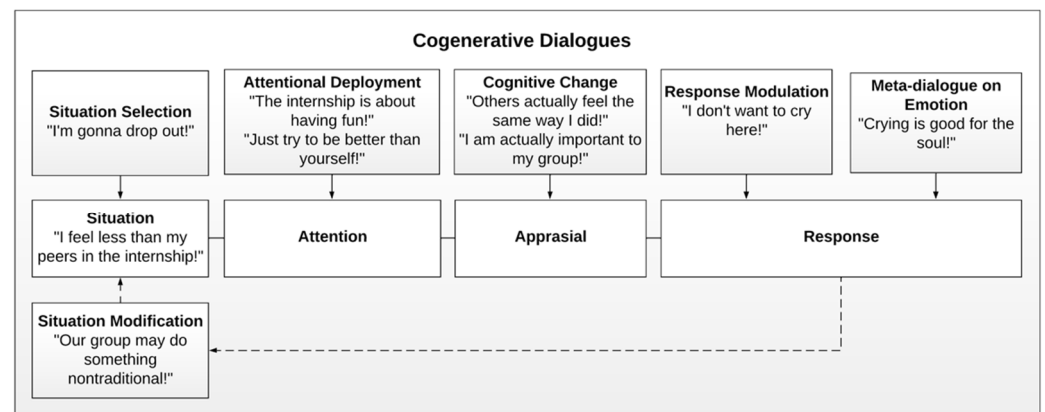 Cogenerative Dialogues
Situation Selection
"I'm gonna drop out!"
Attentional Deployment
"The internship is about
having fun!"
"Just try to be better than
yourself!"
Cognitive Change
"Others actually feel the
same way I did!"
"I am actually important to
my group!"
Response Modulation
"I don't want to cry
here!"
Meta-dialogue on
Emotion
"Crying is good for the
soul!"
Situation
"I feel less than my
peers in the internship!"
Attention
Apprasial
Response
Situation Modification
"Our group may do
something
nontraditional!"